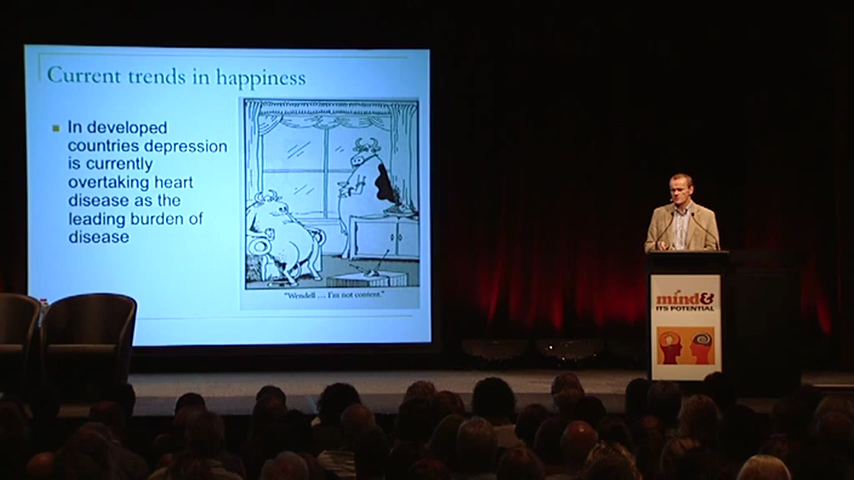 Current trends in happiness
In developed
countries depression
is currently
overtaking heart
disease as the
leading burden of
disease
"Wendell ... I'm not content."
mind&
ITS POTENTIAL